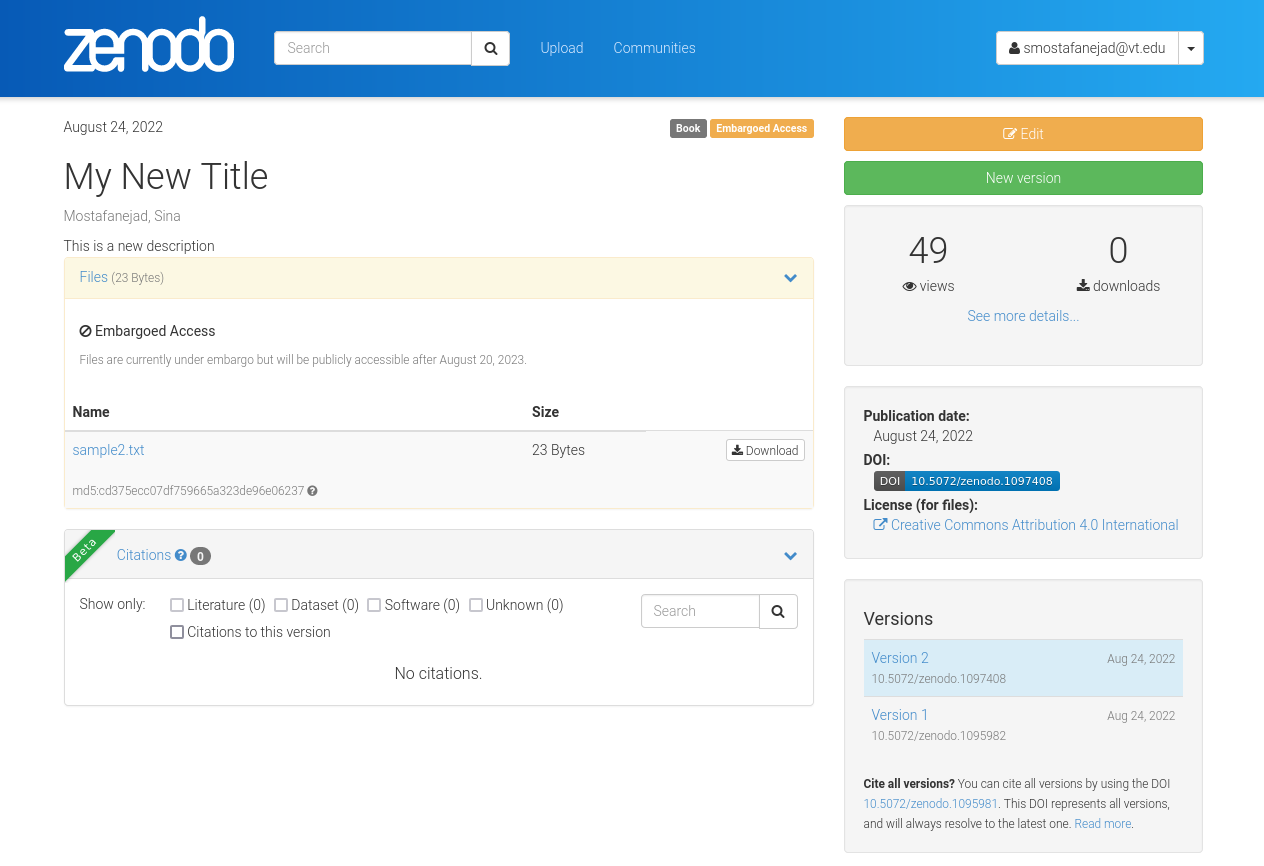 zenodo
Search
Upload
Communities
smostafanejad@vt.edu
August 24, 2022
Book
Embargoed Access
My New Title
Mostafanejad, Sina
This is a new description
Files (23 Bytes)
Embargoed Access
Files are currently under embargo but will be publicly accessible after August 20, 2023.
Name Size
sample2.txt 23 Bytes Download
md5:cd375ecc07df759665a323de96e06237
Beta
Citations 0
Show only: Literature (0) Dataset (0) Software (0) Unknown (0)
Search
Citations to this version
No citations.
Edit
New version
49 0
views downloads
See more details...
Publication date:
August 24, 2022
DOI:
DOI 10.5072/zenodo.1097408
License (for files):
Creative Commons Attribution 4.0 International
Versions
Version 2 Aug 24, 2022
10.5072/zenodo.1097408
Version 1 Aug 24, 2022
10.5072/zenodo.1095982
Cite all versions? You can cite all versions by using the DOI
10.5072/zenodo.1095981. This DOI represents all versions,
and will always resolve to the latest one. Read more.